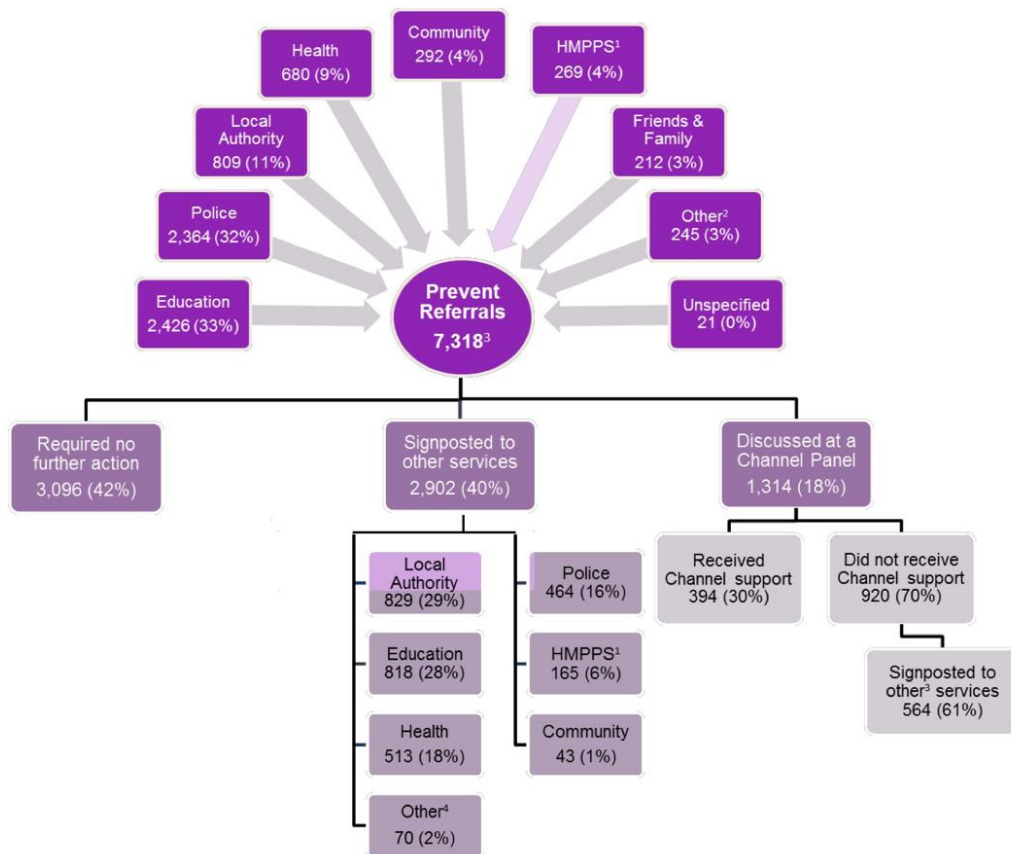 Community
292 (4%)
Health
680 (9%)
HMPPS¹
269 (4%)
Local
Authority
809 (11%)
Friends &
Family
212 (3%)
Police
2,364 (32%)
Other²
245 (3%)
Education
2,426 (33%)
Prevent
Referrals
7,318³
Unspecified
21 (0%)
Required no
further action
3,096 (42%)
Signposted to
other services
2,902 (40%)
Discussed at a
Channel Panel
1,314 (18%)
Local
Authority
829 (29%)
Police
464 (16%)
Received
Channel support
394 (30%)
Did not receive
Channel support
920 (70%)
Education
818 (28%)
HMPPS¹
165 (6%)
Signposted to
other³ services
564 (61%)
Health
513 (18%)
Community
43 (1%)
Other⁴
70 (2%)